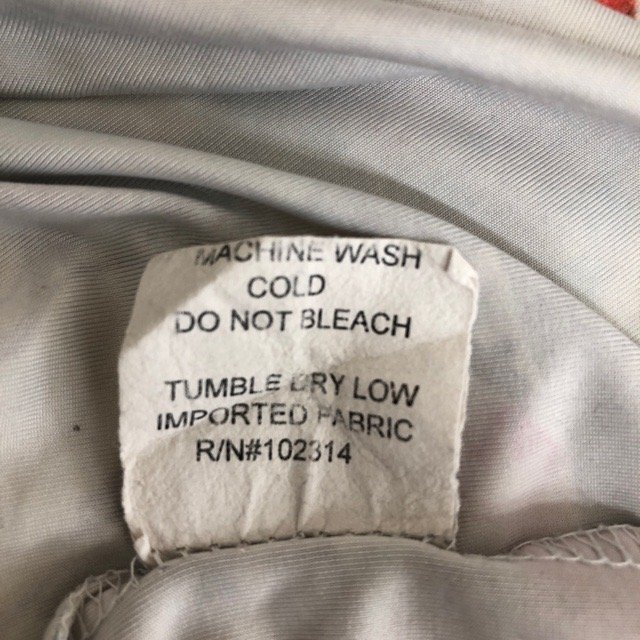 MACHINE WASH
COLD
DO NOT BLEACH
TUMBLE DRY LOW
IMPORTED FABRIC
R/N#102314